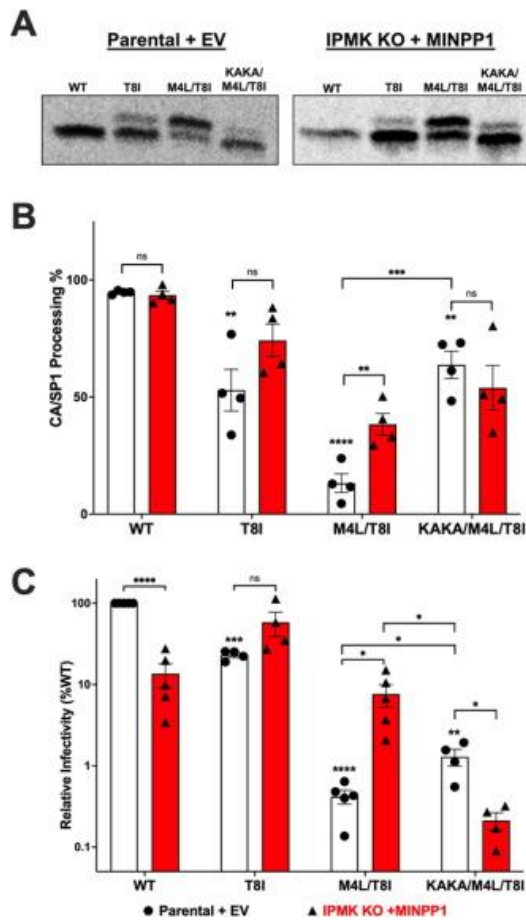 A
Parental + EV
IPMK KO + MINPP1
WT T8I M4L/T8I KAKA/ M4L/T8I
WT T8I M4L/T8I KAKA/ M4L/T8I
B
CA/SP1 Processing %
100
50
0
ns
**
ns
****
**
***
**
ns
WT T8I M4L/T8I KAKA/M4L/T8I
C
Relative Infectivity (%WT)
100
10
1
0.1
****
***
ns
****
*
*
*
**
*
WT T8I M4L/T8I KAKA/M4L/T8I
Parental + EV
IPMK KO +MINPP1